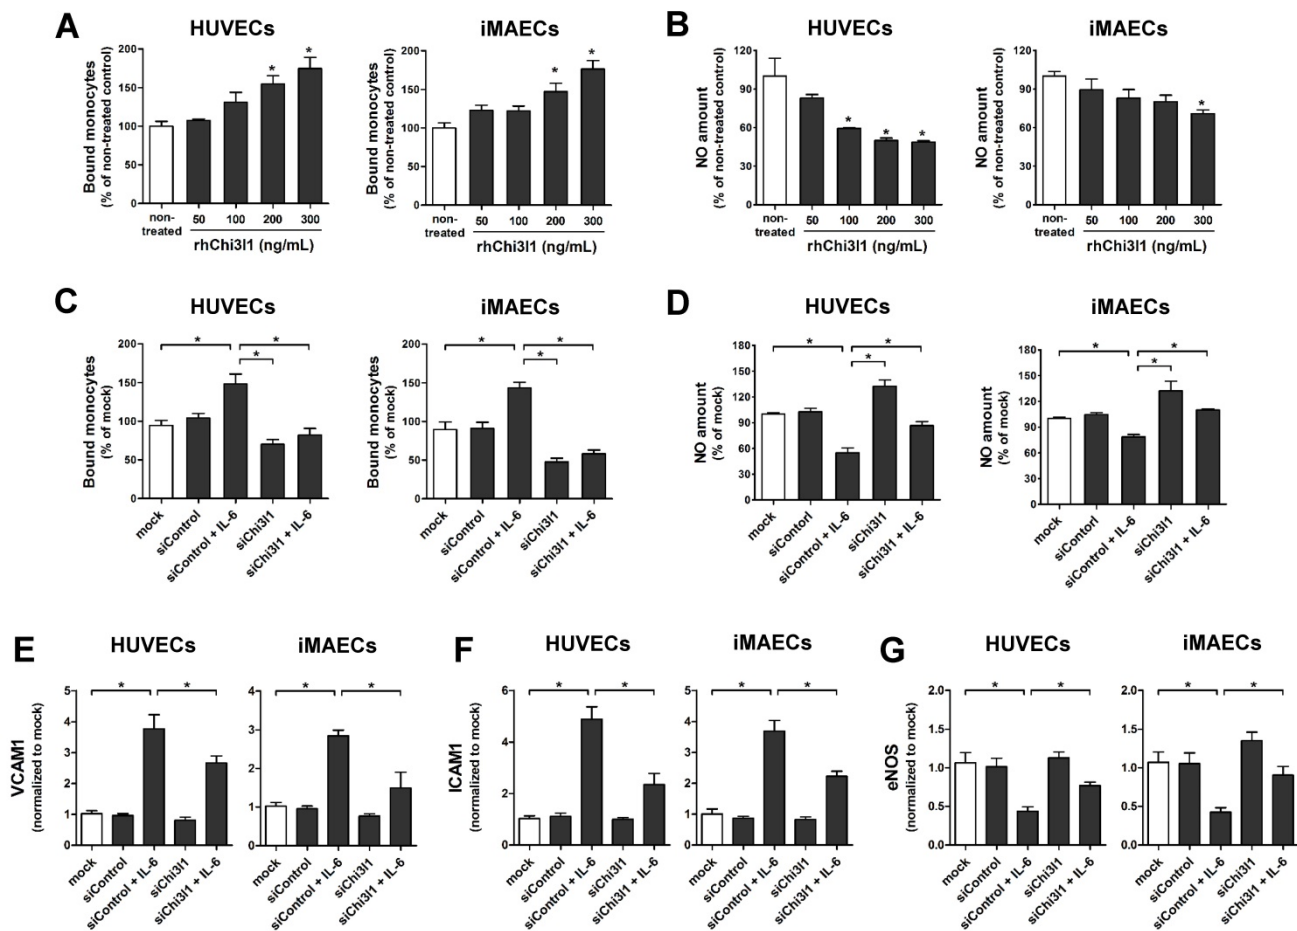 A
HUVECs
Bound monocytes
(% of non-treated control)
200
150
100
50
0
non-
treated
50 100 200 300
rhChi3l1 (ng/mL)
* *
iMAECs
Bound monocytes
(% of non-treated control)
200
150
100
50
0
non-
treated
50 100 200 300
rhChi3l1 (ng/mL)
* *
B
HUVECs
NO amount
(% of non-treated control)
120
100
80
60
40
20
0
non-
treated
50 100 200 300
rhChi3l1 (ng/mL)
* * *
iMAECs
NO amount
(% of non-treated control)
120
100
80
60
40
20
0
non-
treated
50 100 200 300
rhChi3l1 (ng/mL)
*
C
HUVECs
Bound monocytes
(% of mock)
200
150
100
50
0
* * *
mock
siControl
siControl + IL-6
siChi3l1
siChi3l1 + IL-6
iMAECs
Bound monocytes
(% of mock)
200
150
100
50
0
* * *
mock
siControl
siControl + IL-6
siChi3l1
siChi3l1 + IL-6
D
HUVECs
NO amount
(% of mock)
180
150
120
90
60
30
0
* * *
mock
siContorl
siControl + IL-6
siChi3l1
siChi3l1 + IL-6
iMAECs
NO amount
(% of mock)
180
150
120
90
60
30
0
* * *
mock
siContorl
siControl + IL-6
siChi3l1
siChi3l1 + IL-6
E
HUVECs
VCAM1
(normalized to mock)
5
4
3
2
1
0
* *
mock
siControl
siControl + IL-6
siChi3l1
siChi3l1 + IL-6
iMAECs
4
3
2
1
0
* *
mock
siControl
siControl + IL-6
siChi3l1
siChi3l1 + IL-6
F
HUVECs
ICAM1
(normalized to mock)
6
4
2
0
* *
mock
siControl
siControl + IL-6
siChi3l1
siChi3l1 + IL-6
iMAECs
5
4
3
2
1
0
* *
mock
siControl
siControl + IL-6
siChi3l1
siChi3l1 + IL-6
G
HUVECs
eNOS
(normalized to mock)
2.0
1.5
1.0
0.5
0.0
* *
mock
siControl
siControl + IL-6
siChi3l1
siChi3l1 + IL-6
iMAECs
2.0
1.5
1.0
0.5
0.0
* *
mock
siControl
siControl + IL-6
siChi3l1
siChi3l1 + IL-6